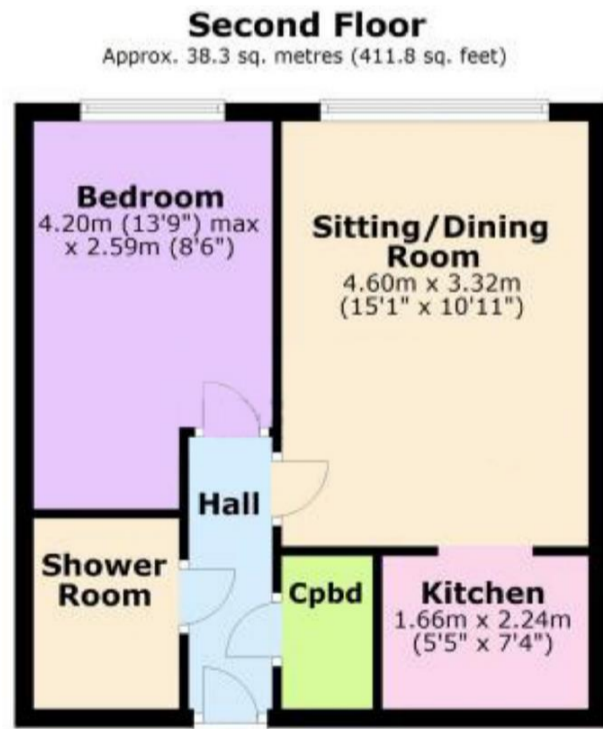 Second Floor
Approx. 38.3 sq. metres (411.8 sq. feet)
Bedroom
4.20m (13'9") max
x 2.59m (8'6")
Sitting/Dining
Room
4.60m x 3.32m
(15'1" x 10'11")
Hall
Shower
Room
Cpbd
Kitchen
1.66m x 2.24m
(5'5" x 7'4")